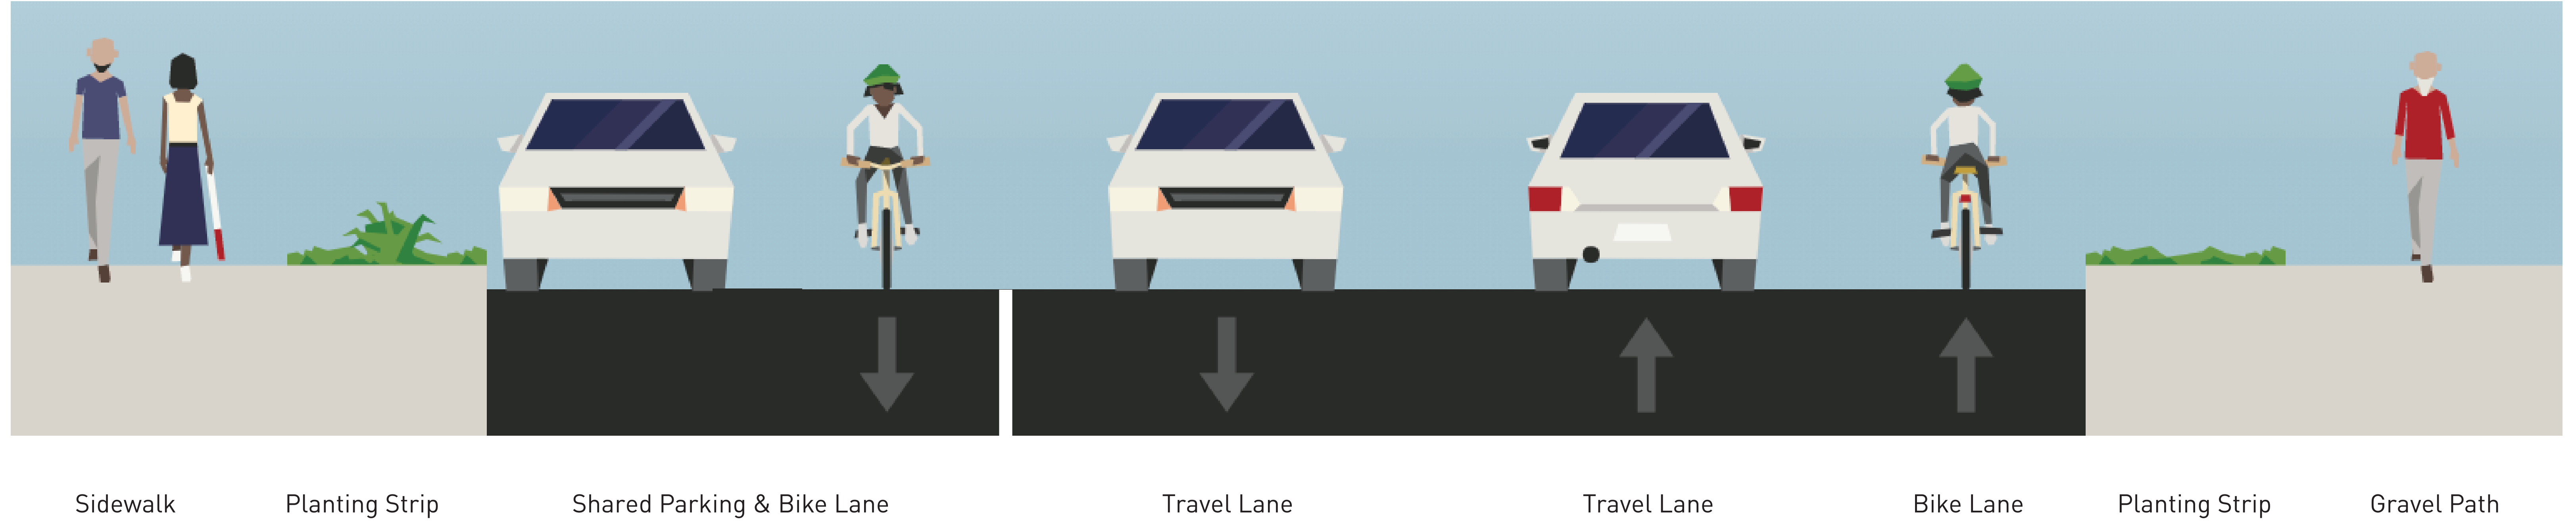 Sidewalk
Planting Strip
Shared Parking & Bike Lane
Travel Lane
Travel Lane
Bike Lane
Planting Strip
Gravel Path